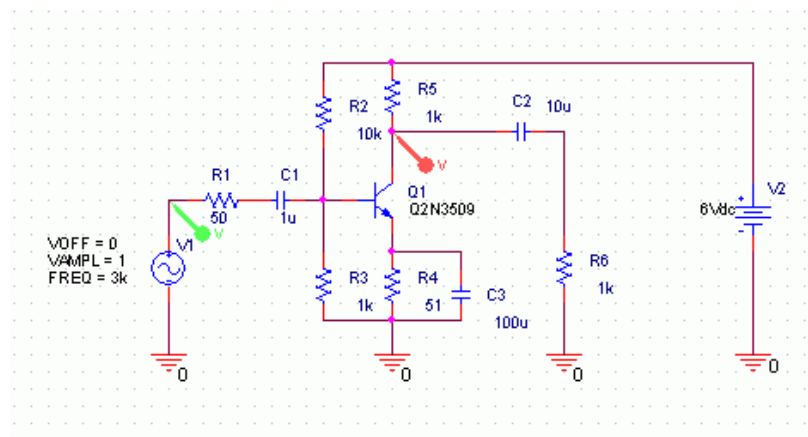 R5
1k
C2
10u
R2
10k
V
R1
50
C1
1u
Q1
Q2N3509
V2
6Vdc
+
-
V
V1
VOFF = 0
VAMPL = 1
FREQ = 3k
R3
1k
R4
51
C3
100u
R6
1k
0
0
0
0